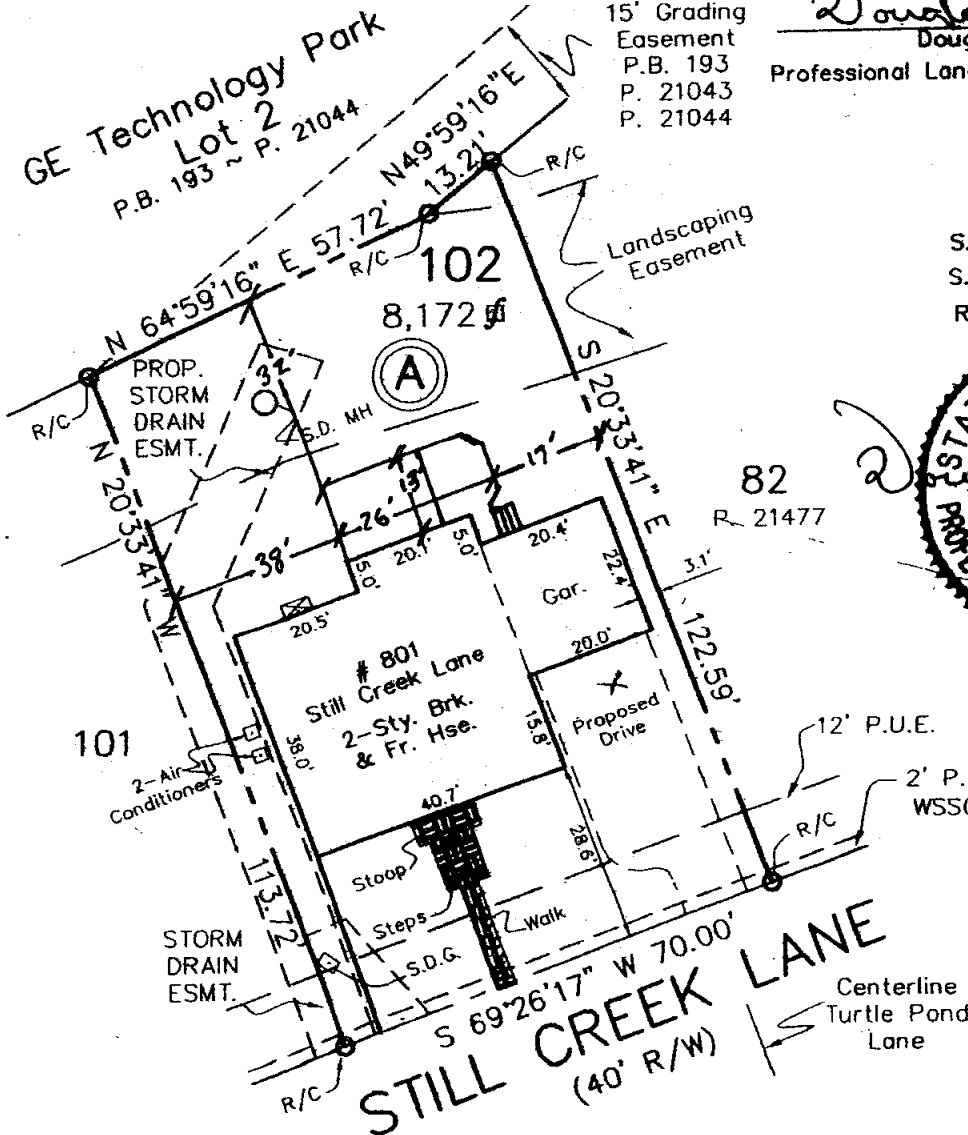 GE Technology Park
Lot 2
P.B. 193 ~ P. 21044
15' Grading
Easement
P.B. 193
P. 21043
P. 21044
Doug
Professional Lan
N49°59'16"E
13.21'
R/C
N 64°59'16" E 57.72'
R/C
102
8,172
A
Landscaping
Easement
S.
S.
R
PROP.
STORM
DRAIN
ESMT.
R/C
32'
S.D. MH
N 20°33'41" W
S 20°33'41" E
17'
13'
26'
38'
82
P. 21477
20.1'
5.0'
5.0'
20.4'
22.4'
3.1'
Gar.
20.5'
20.0'
# 801
Still Creek Lane
2-Sty. Brk.
& Fr. Hse.
15.8'
Proposed
Drive
122.59'
101
2-Air
Conditioners
38.0'
12' P.U.E.
2' P.
WSS
40.7'
28.6'
R/C
Stoop
Steps
Walk
113.72'
STORM
DRAIN
ESMT.
S.D.G.
S 69°26'17" W 70.00'
STILL CREEK LANE
(40' R/W)
Centerline
Turtle Pond
Lane
R/C